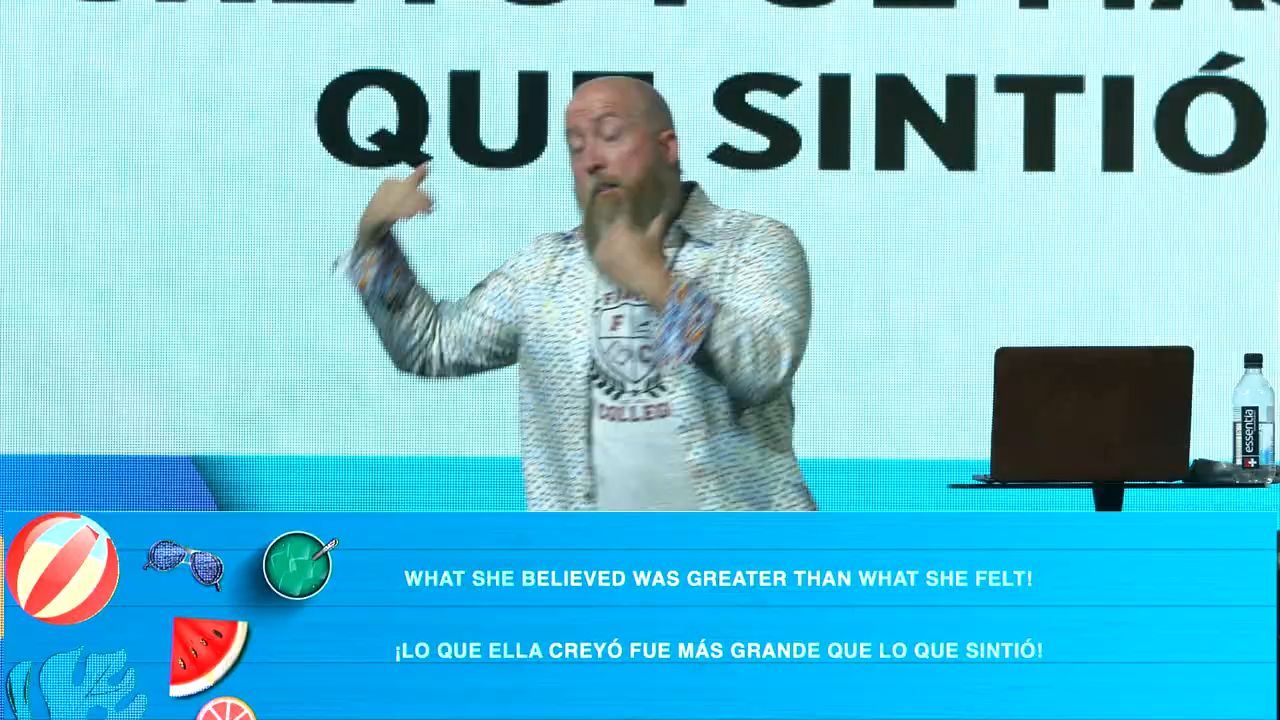 QUE SINTIÓ
F
COLLEGE
essentia
WHAT SHE BELIEVED WAS GREATER THAN WHAT SHE FELT!
¡LO QUE ELLA CREYÓ FUE MÁS GRANDE QUE LO QUE SINTIÓ!